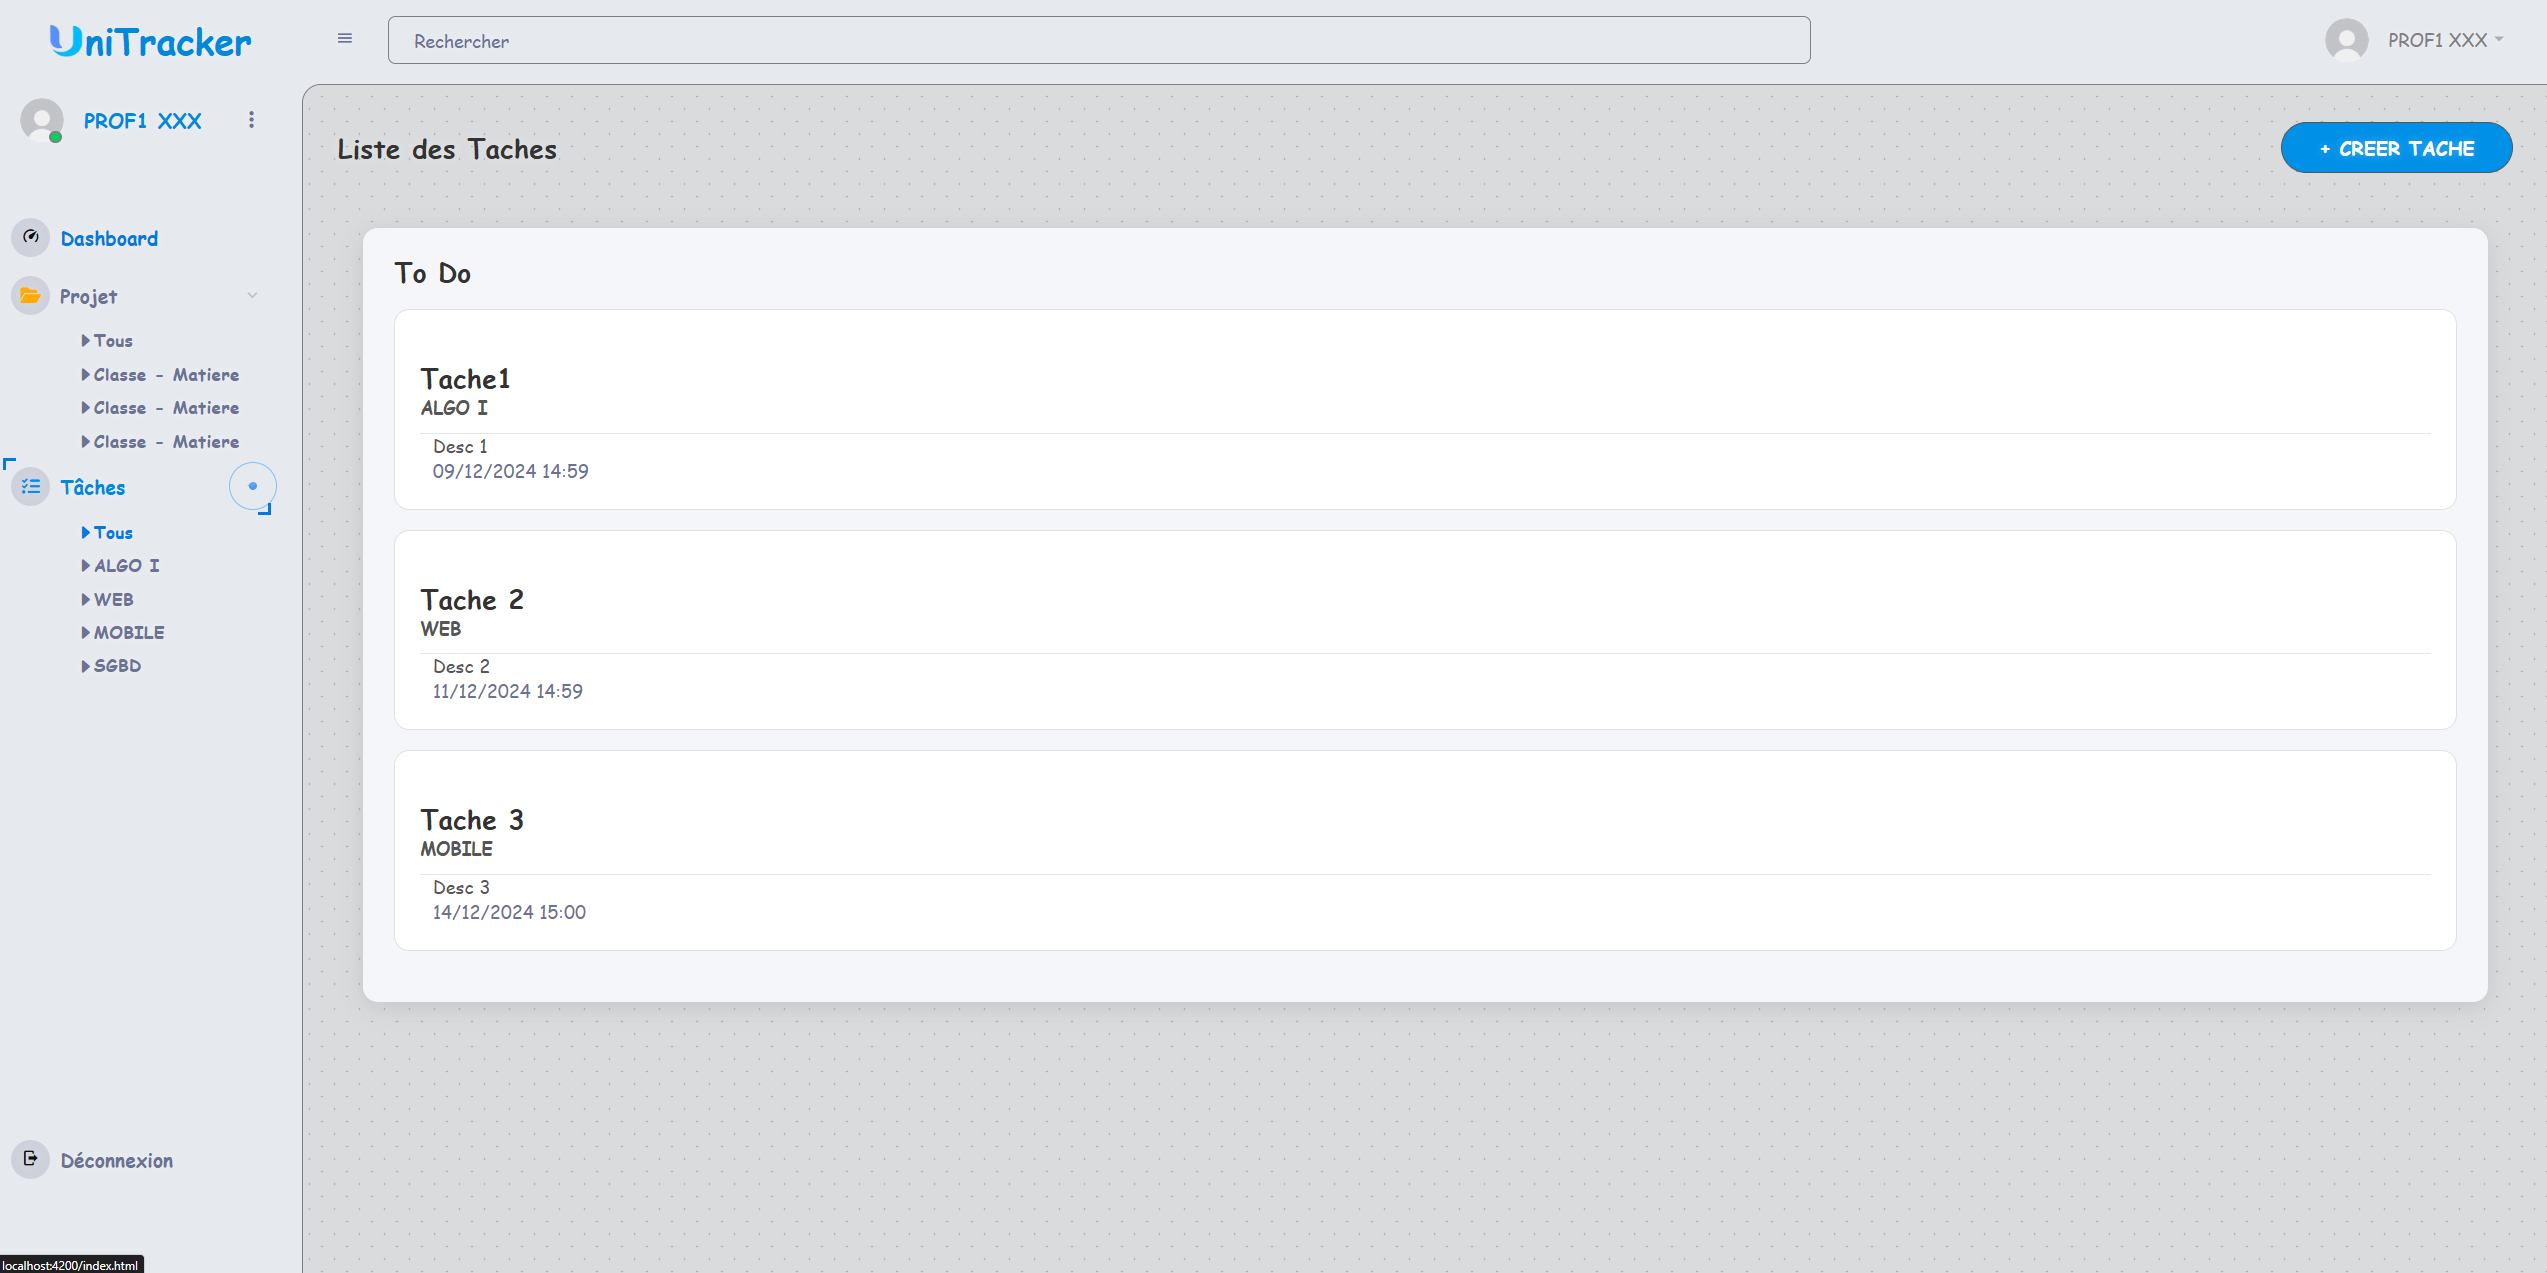 UniTracker
Rechercher
PROF1 XXX
PROF1 XXX
Dashboard
Projet
Tous
Classe - Matiere
Classe - Matiere
Classe - Matiere
Tâches
Tous
ALGO I
WEB
MOBILE
SGBD
Déconnexion
localhost:4200/index.html
Liste des Taches
+ CREER TACHE
To Do
Tache1
ALGO I
Desc 1
09/12/2024 14:59
Tache 2
WEB
Desc 2
11/12/2024 14:59
Tache 3
MOBILE
Desc 3
14/12/2024 15:00